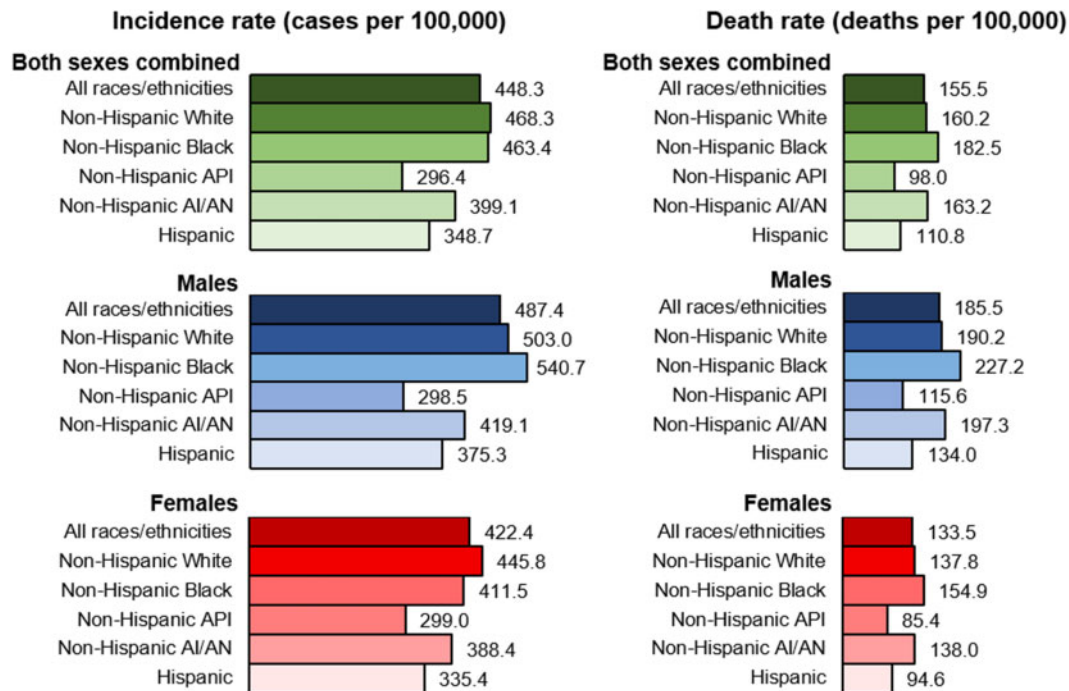 Incidence rate (cases per 100,000)
Both sexes combined
All races/ethnicities 448.3
Non-Hispanic White 468.3
Non-Hispanic Black 463.4
Non-Hispanic API 296.4
Non-Hispanic AI/AN 399.1
Hispanic 348.7
Males
All races/ethnicities 487.4
Non-Hispanic White 503.0
Non-Hispanic Black 540.7
Non-Hispanic API 298.5
Non-Hispanic AI/AN 419.1
Hispanic 375.3
Females
All races/ethnicities 422.4
Non-Hispanic White 445.8
Non-Hispanic Black 411.5
Non-Hispanic API 299.0
Non-Hispanic AI/AN 388.4
Hispanic 335.4
Death rate (deaths per 100,000)
Both sexes combined
All races/ethnicities 155.5
Non-Hispanic White 160.2
Non-Hispanic Black 182.5
Non-Hispanic API 98.0
Non-Hispanic AI/AN 163.2
Hispanic 110.8
Males
All races/ethnicities 185.5
Non-Hispanic White 190.2
Non-Hispanic Black 227.2
Non-Hispanic API 115.6
Non-Hispanic AI/AN 197.3
Hispanic 134.0
Females
All races/ethnicities 133.5
Non-Hispanic White 137.8
Non-Hispanic Black 154.9
Non-Hispanic API 85.4
Non-Hispanic AI/AN 138.0
Hispanic 94.6